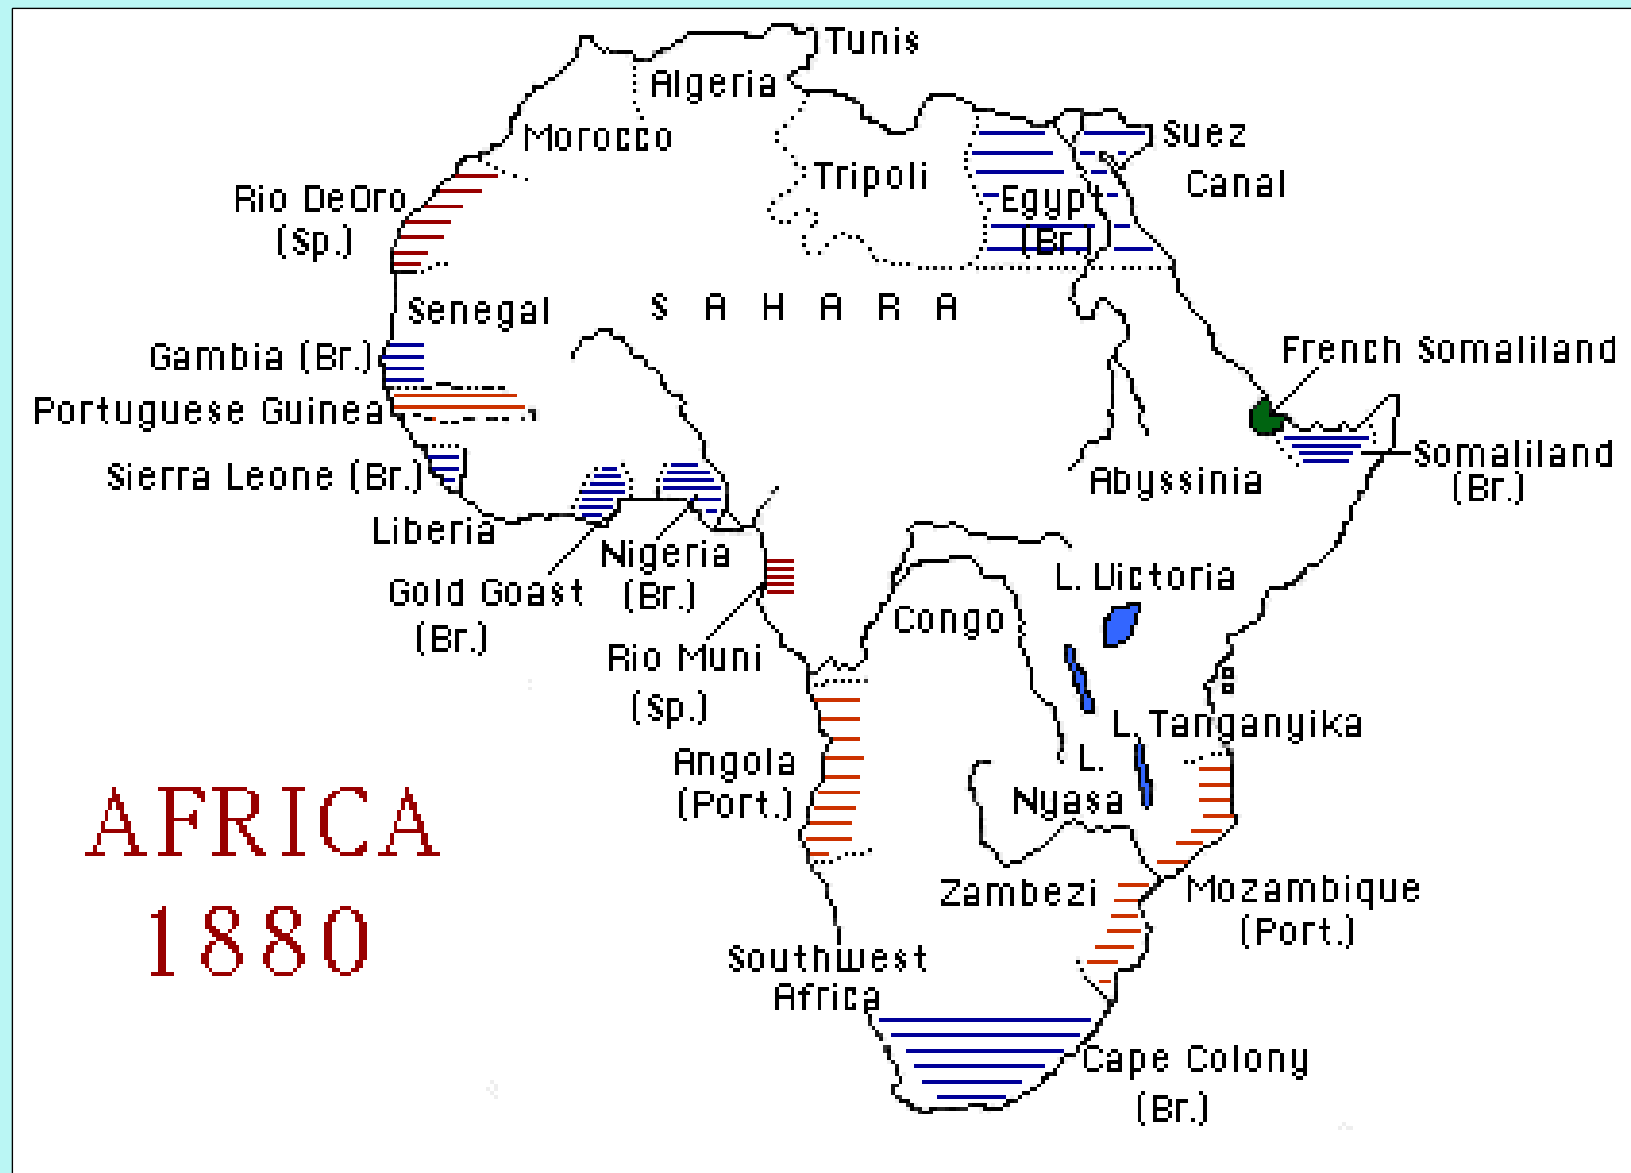 Tunis
Algeria
Morocco
Suez
Canal
Tripoli
Egypt
(Br.)
Rio DeOro
(Sp.)
SAHARA
Senegal
Gambia (Br.)
French Somaliland
Portuguese Guinea
Sierra Leone (Br.)
Somaliland
(Br.)
Abyssinia
Liberia
Nigeria
(Br.)
Gold Goast
(Br.)
L. Victoria
Congo
Rio Muni
(Sp.)
L. Tanganyika
Angola
(Port.)
L.
Nyasa
AFRICA
1880
Zambezi
Mozambique
(Port.)
Southwest
Africa
Cape Colony
(Br.)